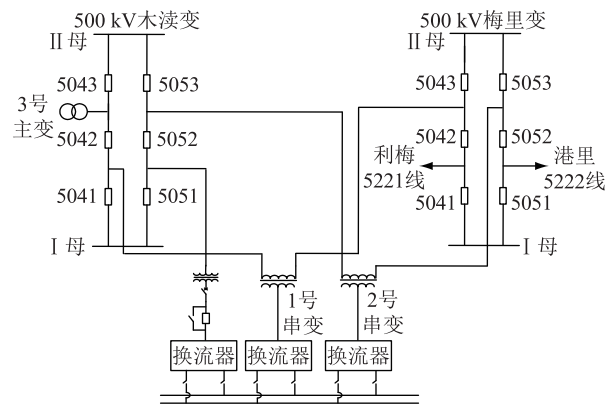 500 kV木渎变
500 kV梅里变
Ⅱ母
Ⅱ母
5043
5053
5043
5053
3号
主变
5042
5052
5042
5052
利梅
5221线
港里
5222线
5041
5051
5041
5051
Ⅰ母
Ⅰ母
1号
串变
2号
串变
换流器
换流器
换流器